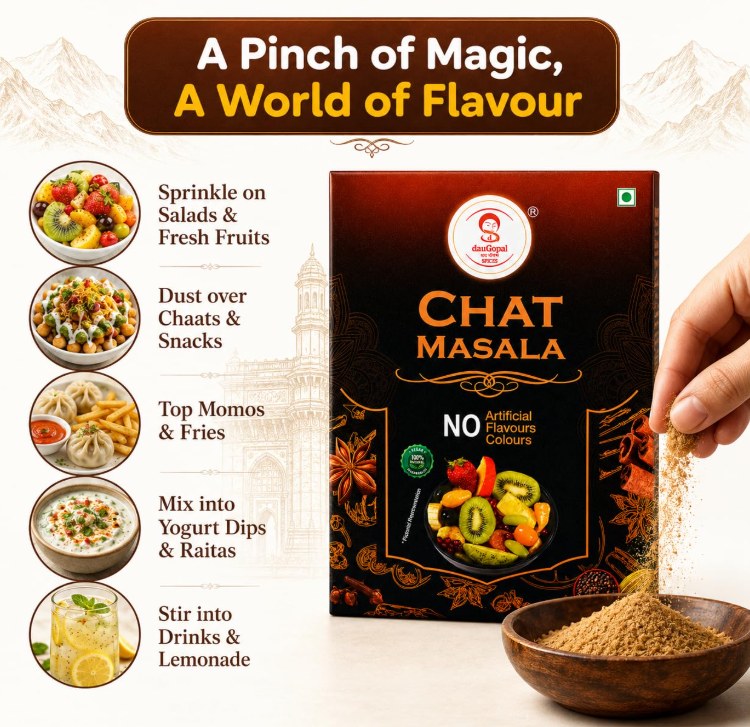 A Pinch of Magic,
A World of Flavour
Sprinkle on
Salads &
Fresh Fruits
Dust over
Chaats &
Snacks
Top Momos
& Fries
Mix into
Yogurt Dips
& Raitas
Stir into
Drinks &
Lemonade
®
dauGopal
SPICES
CHAT
MASALA
NO Artificial
Flavours
Colours
100%